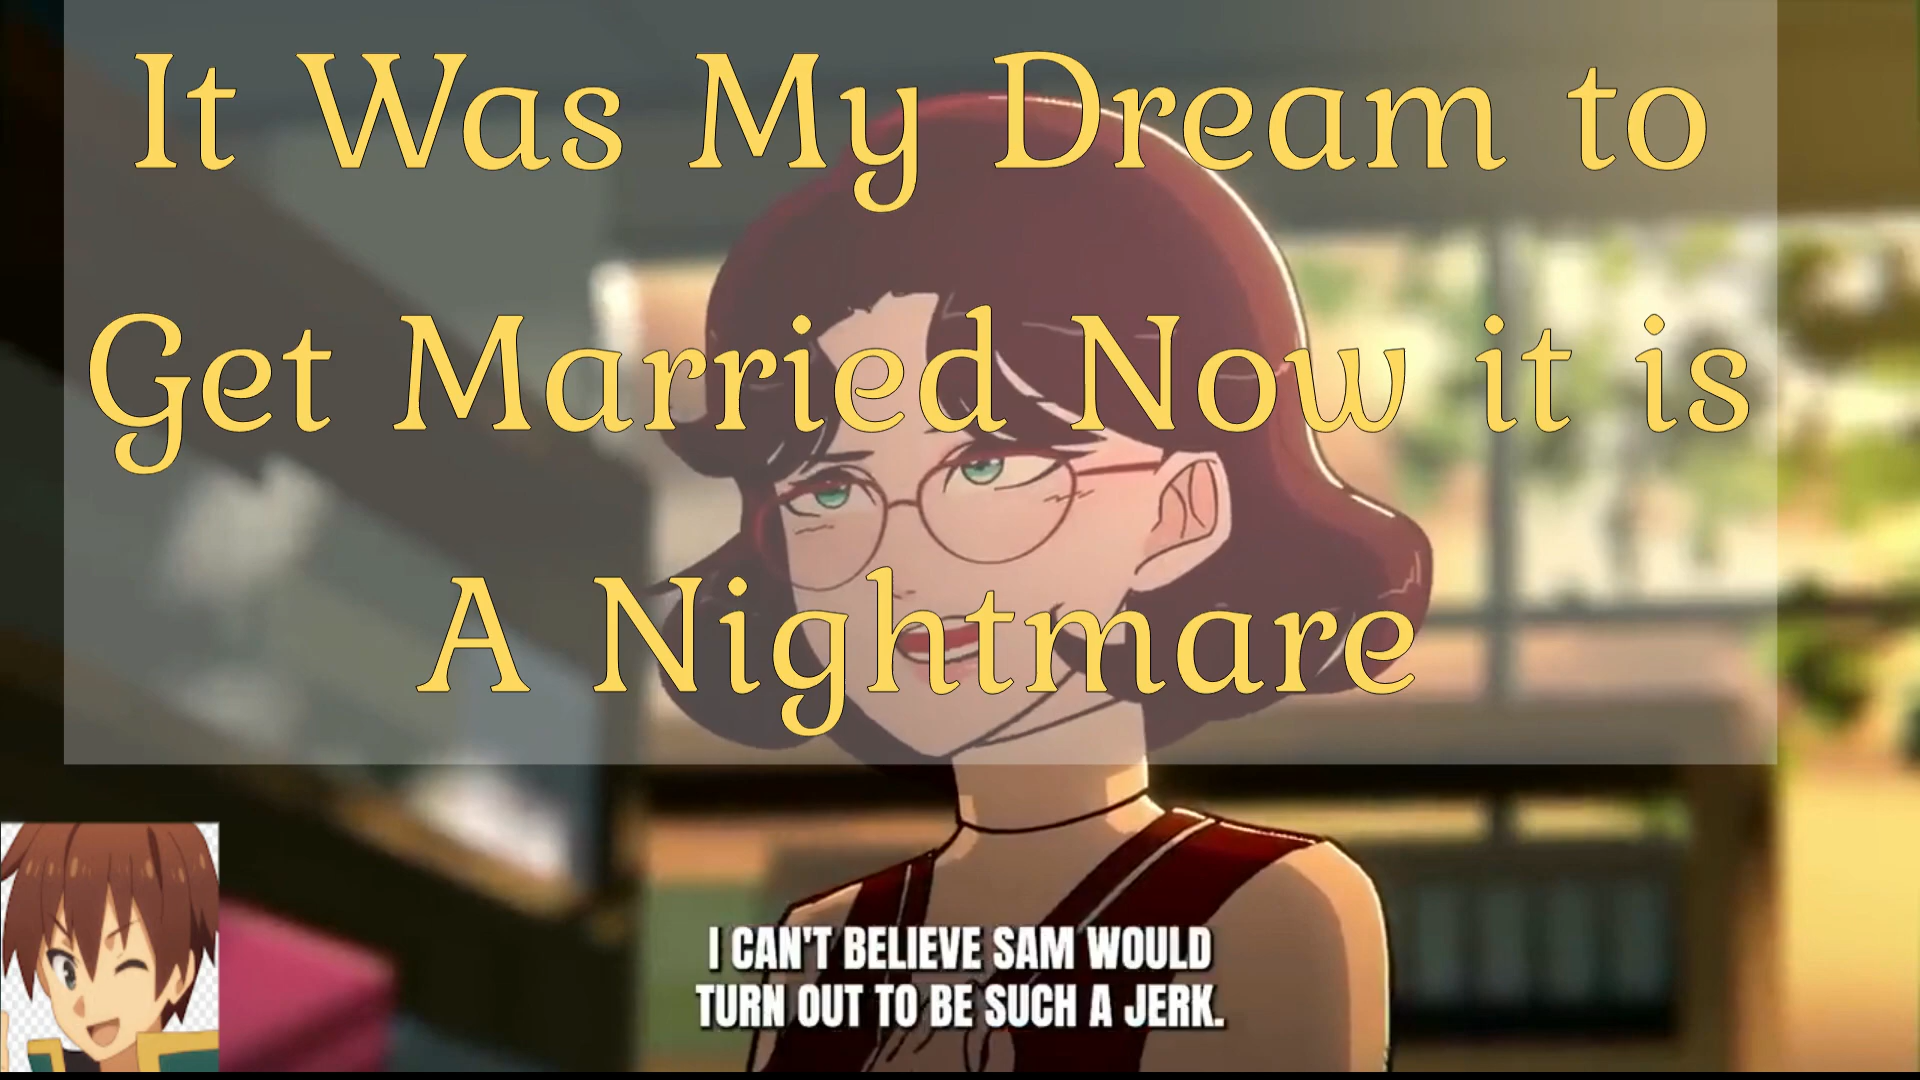 It Was My Dream to
Get Married Now it is
A Nightmare
I CAN'T BELIEVE SAM WOULD
TURN OUT TO BE SUCH A JERK.